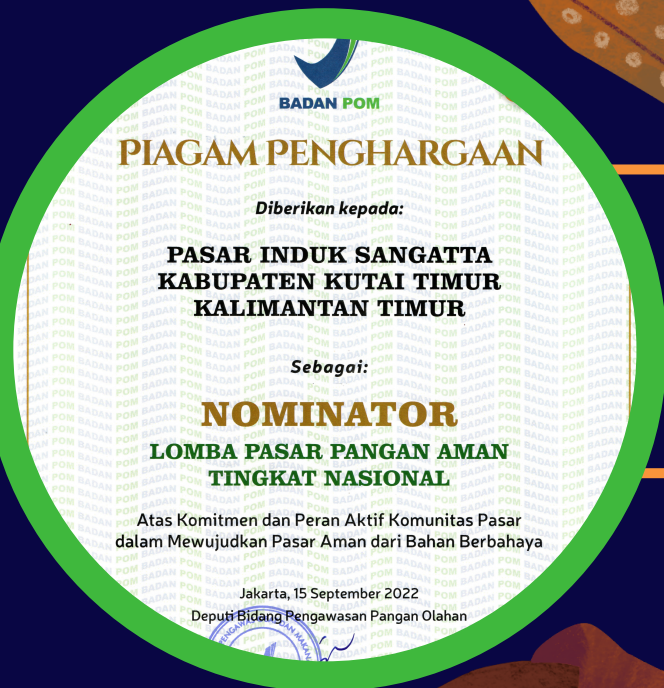 BADAN POM
PIAGAM PENGHARGAAN
Diberikan kepada:
PASAR INDUK SANGATTA
KABUPATEN KUTAI TIMUR
KALIMANTAN TIMUR
Sebagai:
NOMINATOR
LOMBA PASAR PANGAN AMAN
TINGKAT NASIONAL
Atas Komitmen dan Peran Aktif Komunitas Pasar
dalam Mewujudkan Pasar Aman dari Bahan Berbahaya
Jakarta, 15 September 2022
Deputi Bidang Pengawasan Pangan Olahan